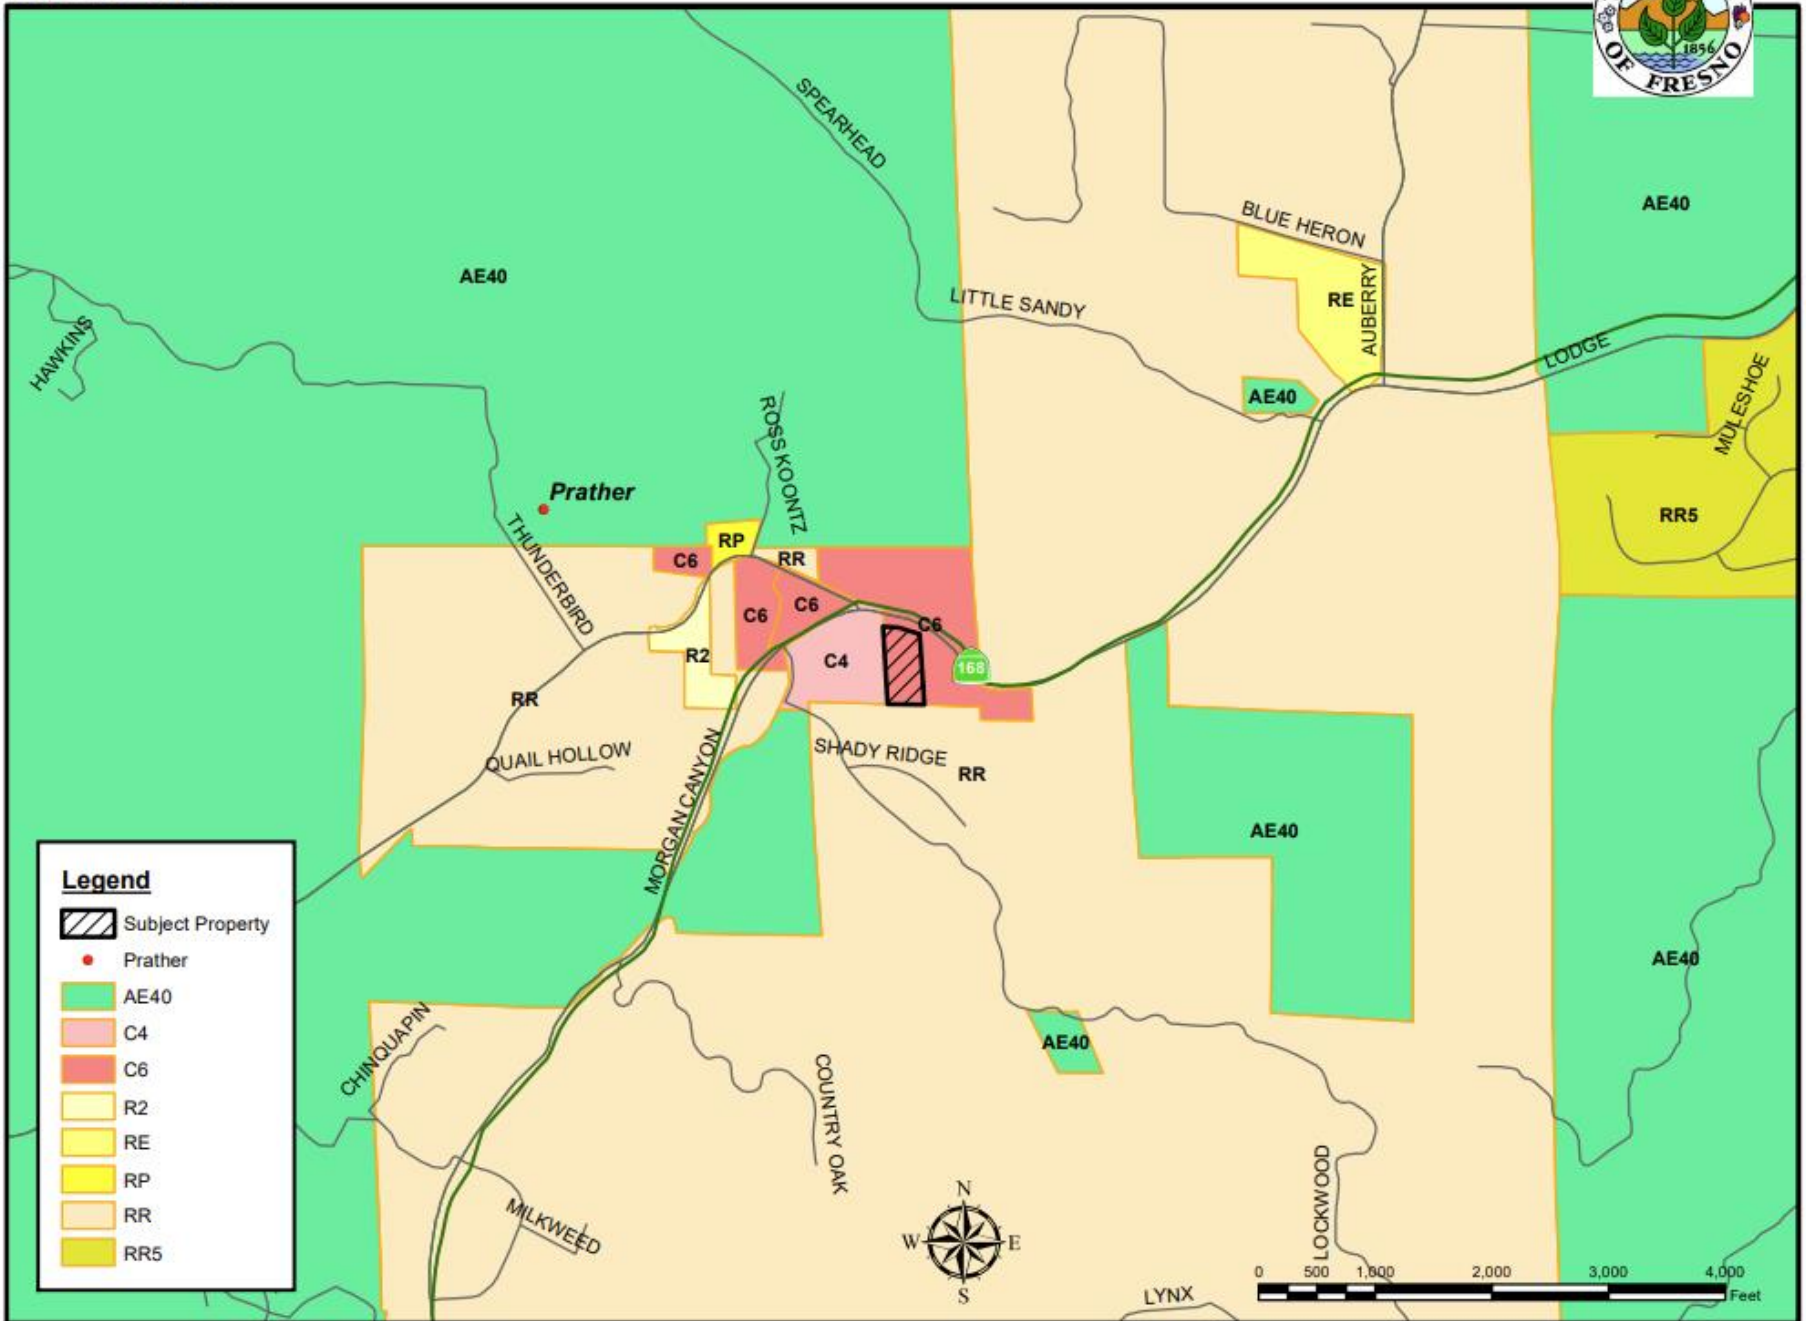 1856
OF FRESNO
SPEARHEAD
AE40
BLUE HERON
AE40
LITTLE SANDY
RE
AUBERRY
HAWKINS
LODGE
MULESHOE
AE40
ROSS KOONTZ
Prather
RR5
THUNDERBIRD
RP
C6
RR
C6
C6
C6
R2
C4
168
RR
SHADY RIDGE
QUAIL HOLLOW
RR
MORGAN CANYON
AE40
Legend
Subject Property
Prather
AE40
C4
C6
R2
RE
RP
RR
RR5
AE40
CHINQUAPIN
AE40
COUNTRY OAK
MILKWEED
LOCKWOOD
N
W
E
S
LYNX
0 500 1,000 2,000 3,000 4,000
Feet